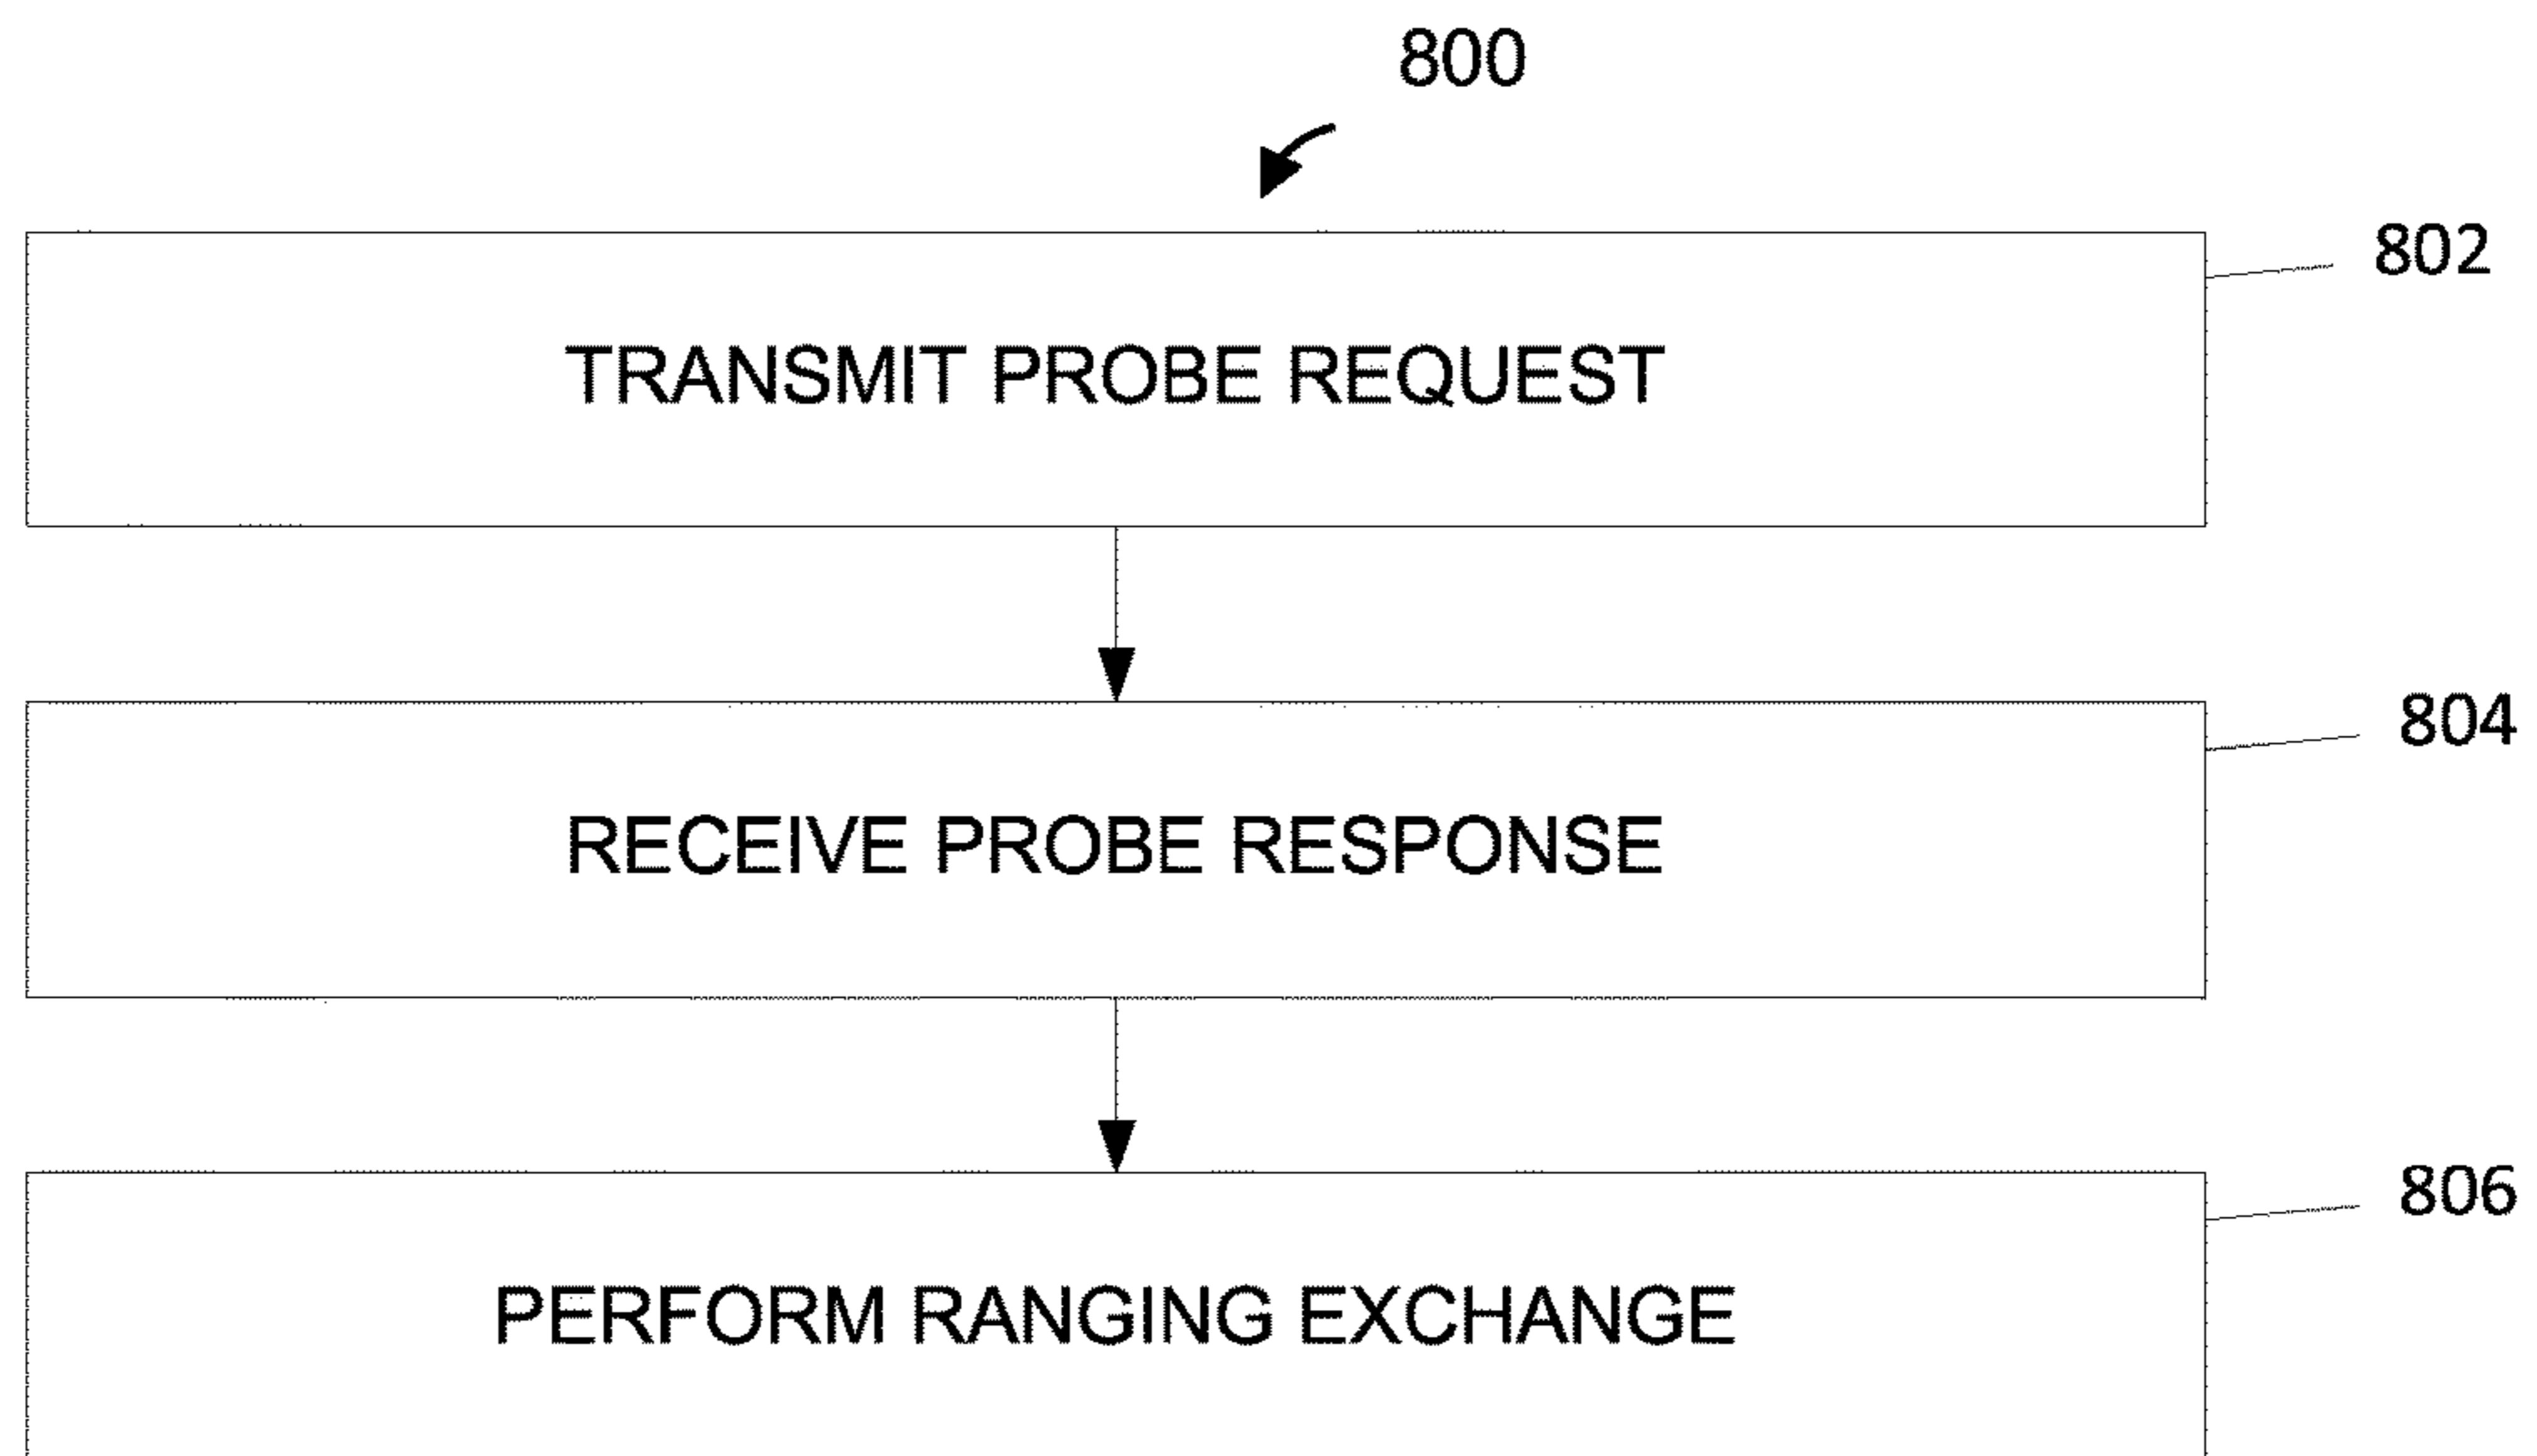 800
802
TRANSMIT PROBE REQUEST
804
RECEIVE PROBE RESPONSE
806
PERFORM RANGING EXCHANGE